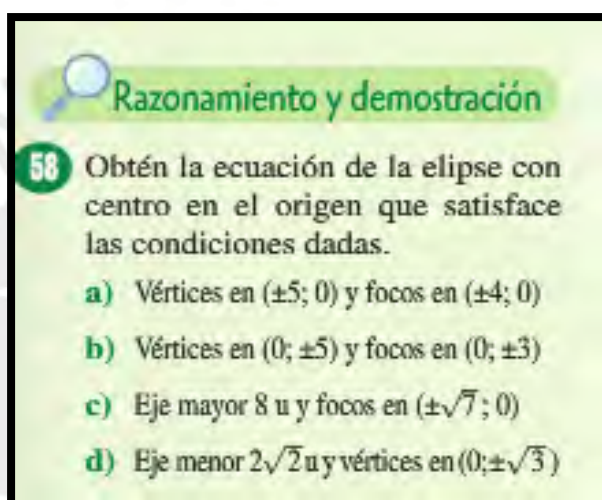 Razonamiento y demostración
58 Obtén la ecuación de la elipse con
centro en el origen que satisface
las condiciones dadas.
a) Vértices en (±5; 0) y focos en (±4; 0)
b) Vértices en (0; ±5) y focos en (0; ±3)
c) Eje mayor 8 u y focos en (±√7; 0)
d) Eje menor 2√2 u y vértices en (0;±√3)